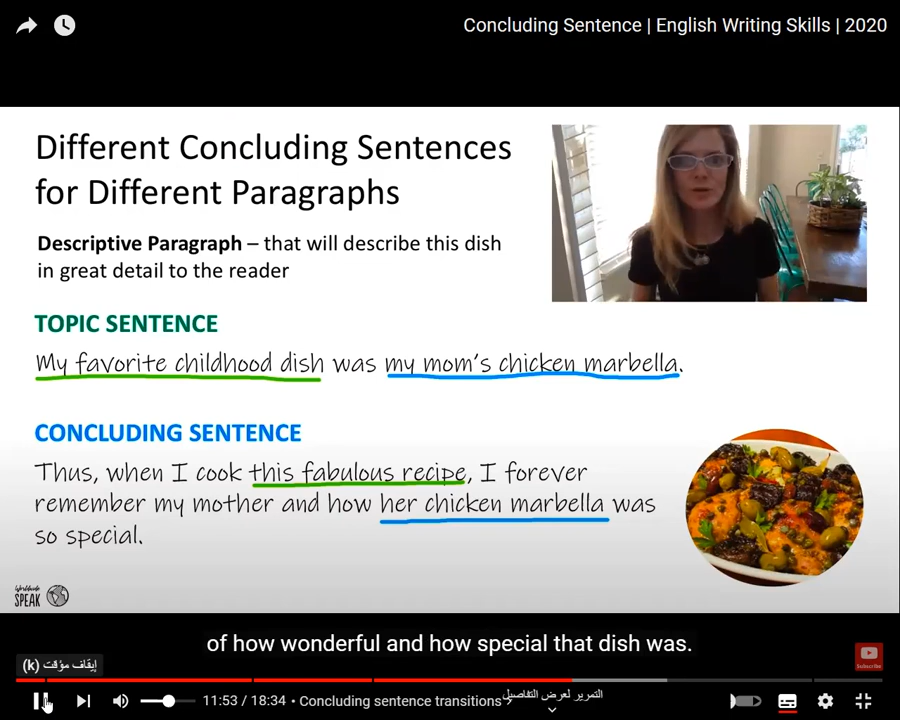 Concluding Sentence | English Writing Skills | 2020
Different Concluding Sentences
for Different Paragraphs
Descriptive Paragraph – that will describe this dish
in great detail to the reader
TOPIC SENTENCE
My favorite childhood dish was my mom's chicken marbella.
CONCLUDING SENTENCE
Thus, when I cook this fabulous recipe, I forever
remember my mother and how her chicken marbella was
so special.
Worldwide
SPEAK
of how wonderful and how special that dish was.
إيقاف مؤقت (k)
Subscribe
11:53 / 18:34 • Concluding sentence transitions
التمرير لعرض التفاصيل